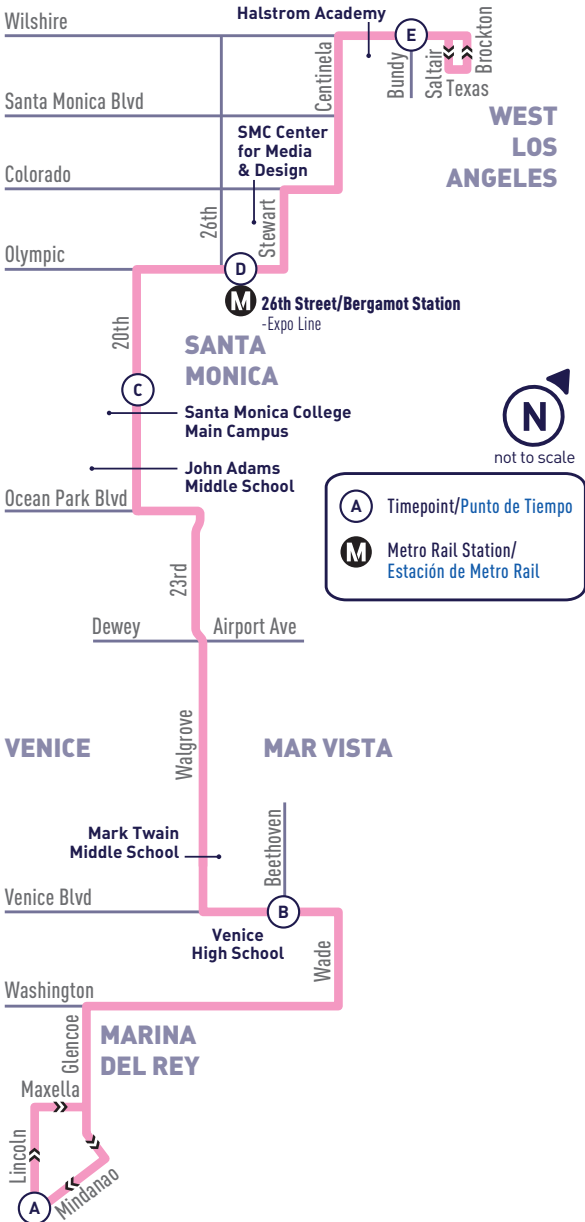 Wilshire
Halstrom Academy
E
Centinela
Bundy
Saltair
Brockton
Texas
Santa Monica Blvd
WEST
LOS
ANGELES
SMC Center
for Media
& Design
Colorado
26th
Stewart
Olympic
D
M
26th Street/Bergamot Station
-Expo Line
20th
SANTA
MONICA
C
Santa Monica College
Main Campus
N
not to scale
John Adams
Middle School
A Timepoint/Punto de Tiempo
M Metro Rail Station/
Estación de Metro Rail
Ocean Park Blvd
23rd
Dewey
Airport Ave
Walgrove
VENICE
MAR VISTA
Mark Twain
Middle School
Beethoven
Venice Blvd
B
Venice
High School
Wade
Washington
Glencoe
MARINA
DEL REY
Maxella
Lincoln
Mindanao
A